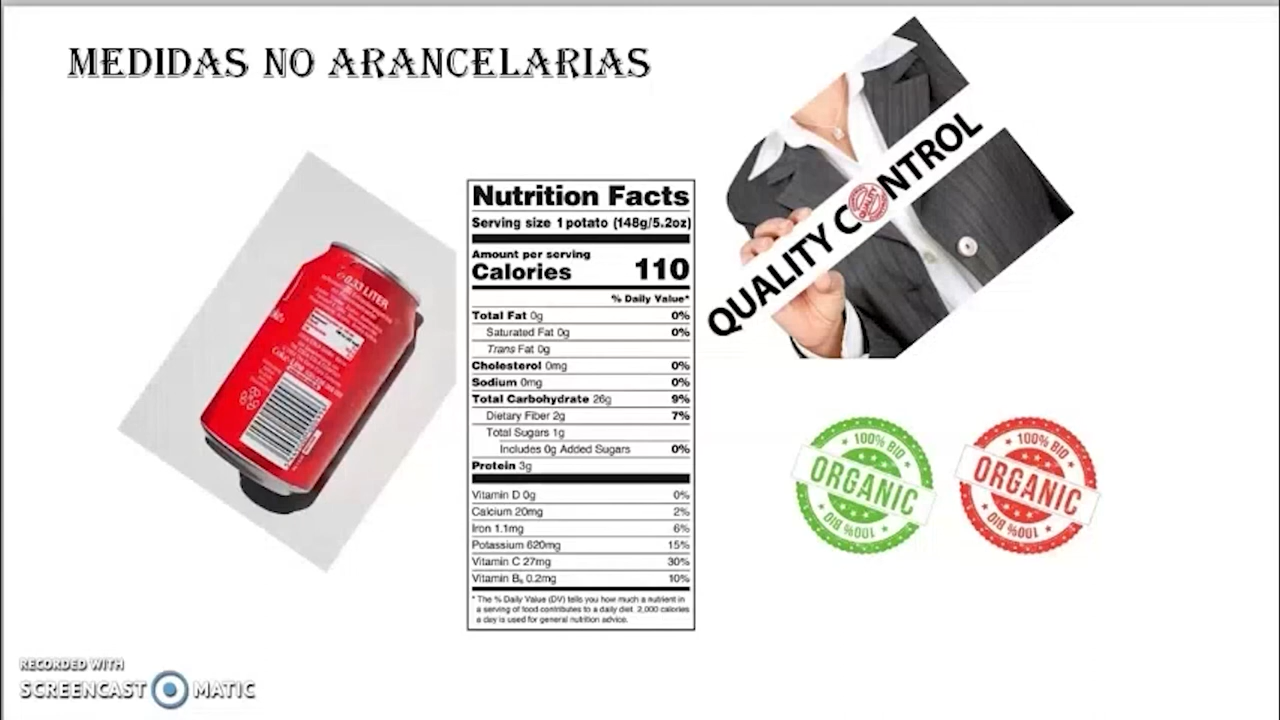 MEDIDAS NO ARANCELARIAS
0.33 LITER
Nutrition Facts
Serving size 1 potato (148g/5.2oz)
Amount per serving
Calories 110
% Daily Value*
Total Fat 0g 0%
Saturated Fat 0g 0%
Trans Fat 0g
Cholesterol 0mg 0%
Sodium 0mg 0%
Total Carbohydrate 26g 9%
Dietary Fiber 2g 7%
Total Sugars 1g
Includes 0g Added Sugars 0%
Protein 3g
Vitamin D 0g 0%
Calcium 20mg 2%
Iron 1.1mg 6%
Potassium 620mg 15%
Vitamin C 27mg 30%
Vitamin B₆ 0.2mg 10%
* The % Daily Value (DV) tells you how much a nutrient in
a serving of food contributes to a daily diet. 2,000 calories
a day is used for general nutrition advice.
QUALITY CONTROL
QUALITY
100% BIO
ORGANIC
100% BIO
100% BIO
ORGANIC
100% BIO
RECORDED WITH
SCREENCAST MATIC